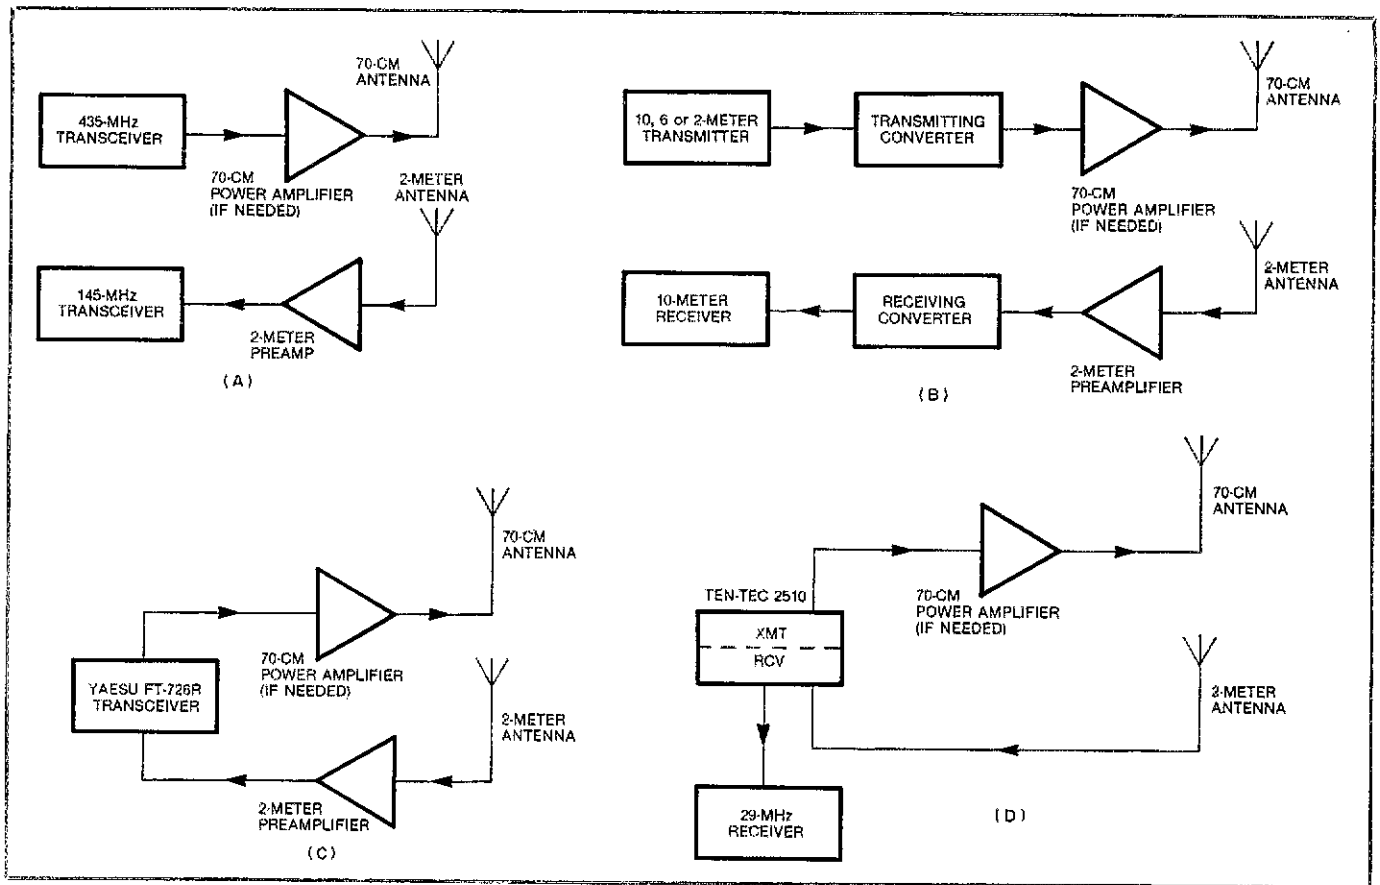 70-CM
ANTENNA
435-MHz
TRANSCEIVER
70-CM
POWER AMPLIFIER
(IF NEEDED)
2-METER
ANTENNA
145-MHz
TRANSCEIVER
2-METER
PREAMP
(A)
70-CM
ANTENNA
10, 6 or 2-METER
TRANSMITTER
TRANSMITTING
CONVERTER
70-CM
POWER AMPLIFIER
(IF NEEDED)
2-METER
ANTENNA
10-METER
RECEIVER
RECEIVING
CONVERTER
2-METER
PREAMPLIFIER
(B)
70-CM
ANTENNA
70-CM
POWER AMPLIFIER
(IF NEEDED)
YAESU FT-726R
TRANSCEIVER
2-METER
ANTENNA
2-METER
PREAMPLIFIER
(C)
70-CM
ANTENNA
TEN-TEC 2510
70-CM
POWER AMPLIFIER
(IF NEEDED)
XMT
RCV
2-METER
ANTENNA
29-MHz
RECEIVER
(D)